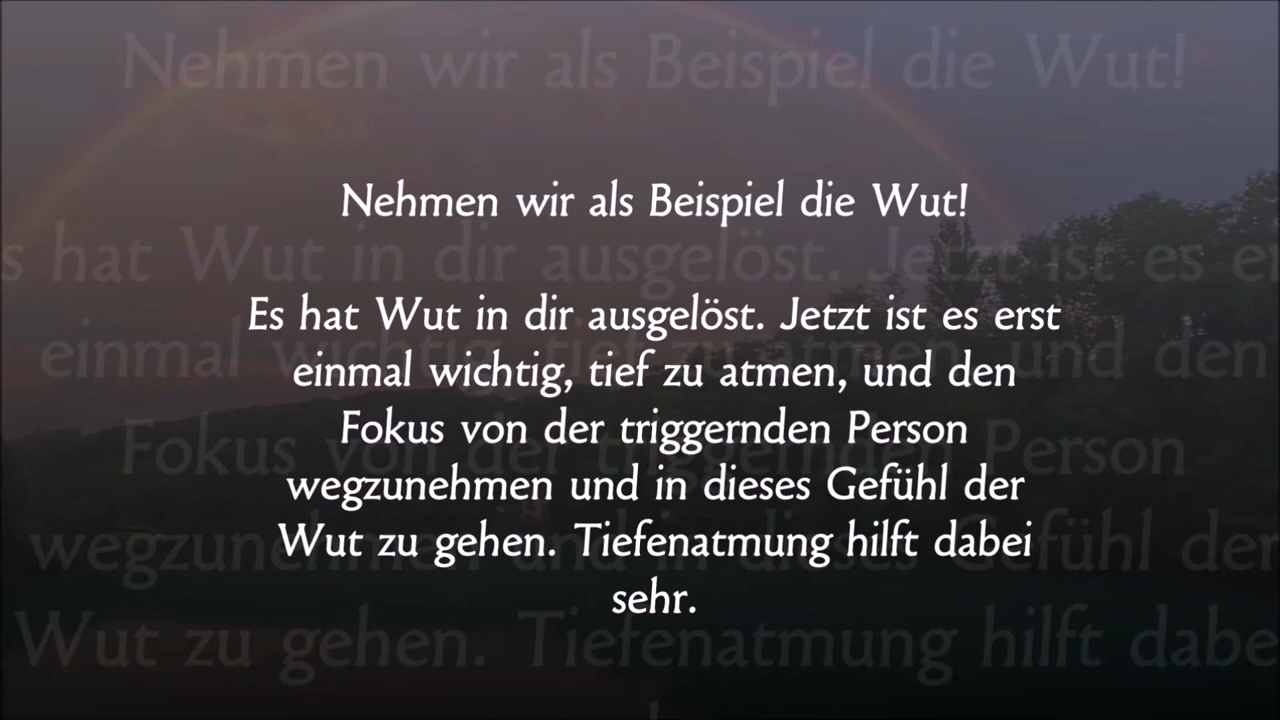 Nehmen wir als Beispiel die Wut!
Es hat Wut in dir ausgelöst. Jetzt ist es erst
einmal wichtig, tief zu atmen, und den
Fokus von der triggernden Person
wegzunehmen und in dieses Gefühl der
Wut zu gehen. Tiefenatmung hilft dabei
sehr.